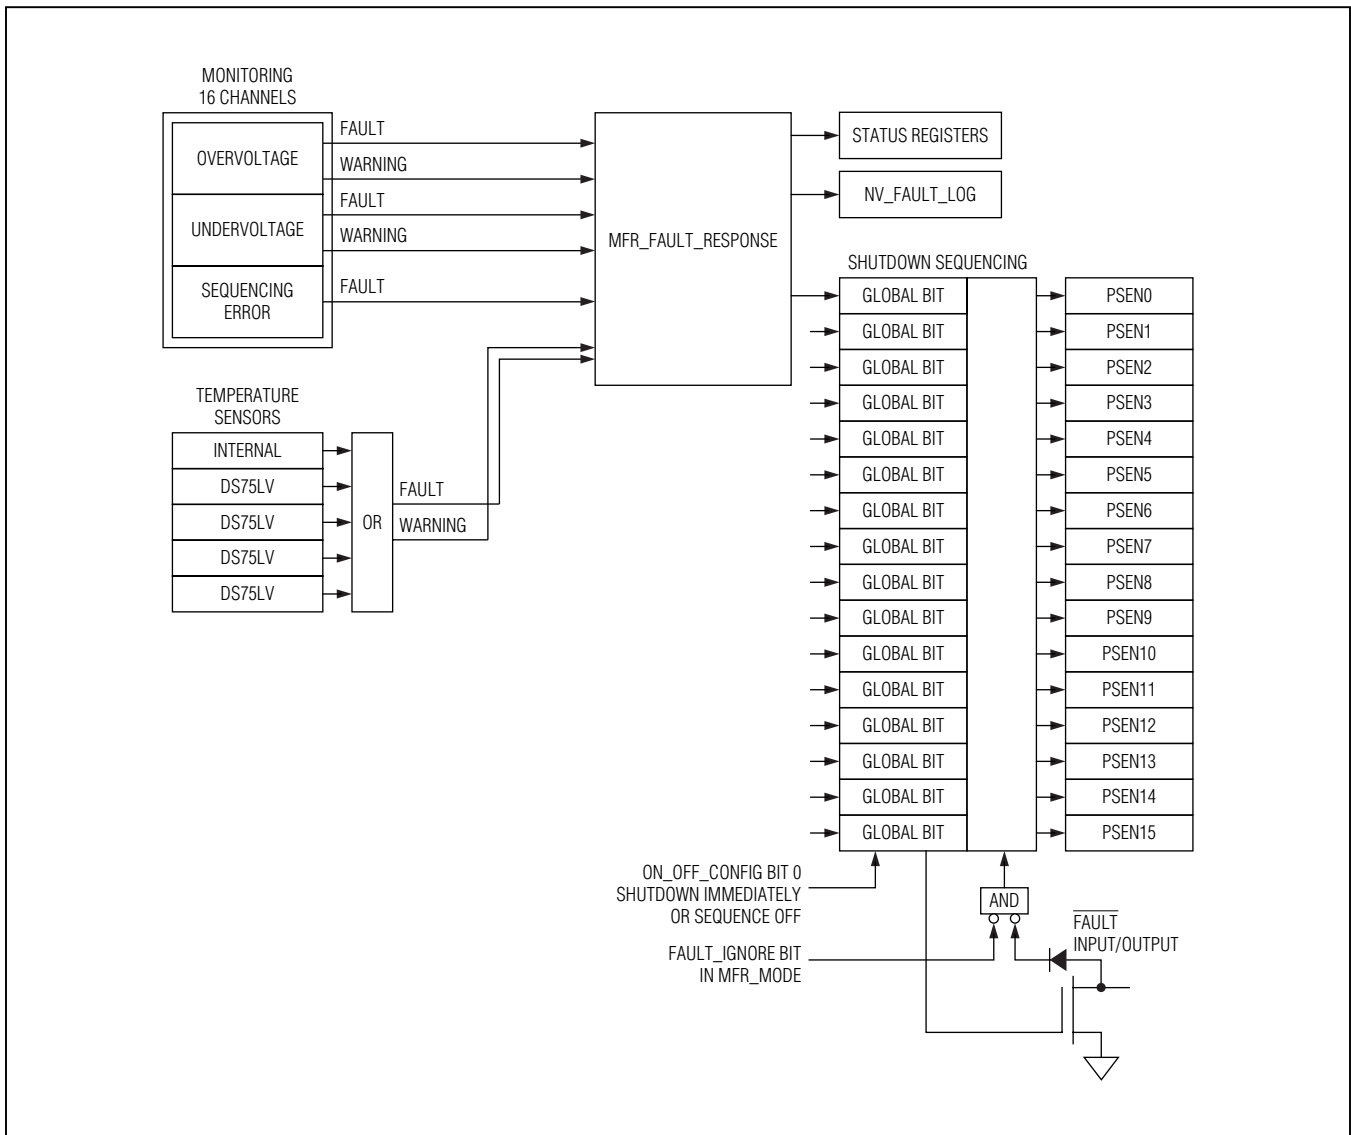 MONITORING
16 CHANNELS
OVERVOLTAGE
UNDERVOLTAGE
SEQUENCING
ERROR
FAULT
WARNING
FAULT
WARNING
FAULT
TEMPERATURE
SENSORS
INTERNAL
DS75LV
DS75LV
DS75LV
DS75LV
OR
FAULT
WARNING
MFR_FAULT_RESPONSE
STATUS REGISTERS
NV_FAULT_LOG
SHUTDOWN SEQUENCING
GLOBAL BIT PSEN0
GLOBAL BIT PSEN1
GLOBAL BIT PSEN2
GLOBAL BIT PSEN3
GLOBAL BIT PSEN4
GLOBAL BIT PSEN5
GLOBAL BIT PSEN6
GLOBAL BIT PSEN7
GLOBAL BIT PSEN8
GLOBAL BIT PSEN9
GLOBAL BIT PSEN10
GLOBAL BIT PSEN11
GLOBAL BIT PSEN12
GLOBAL BIT PSEN13
GLOBAL BIT PSEN14
GLOBAL BIT PSEN15
ON_OFF_CONFIG BIT 0
SHUTDOWN IMMEDIATELY
OR SEQUENCE OFF
AND
FAULT_IGNORE BIT
IN MFR_MODE
FAULT
INPUT/OUTPUT